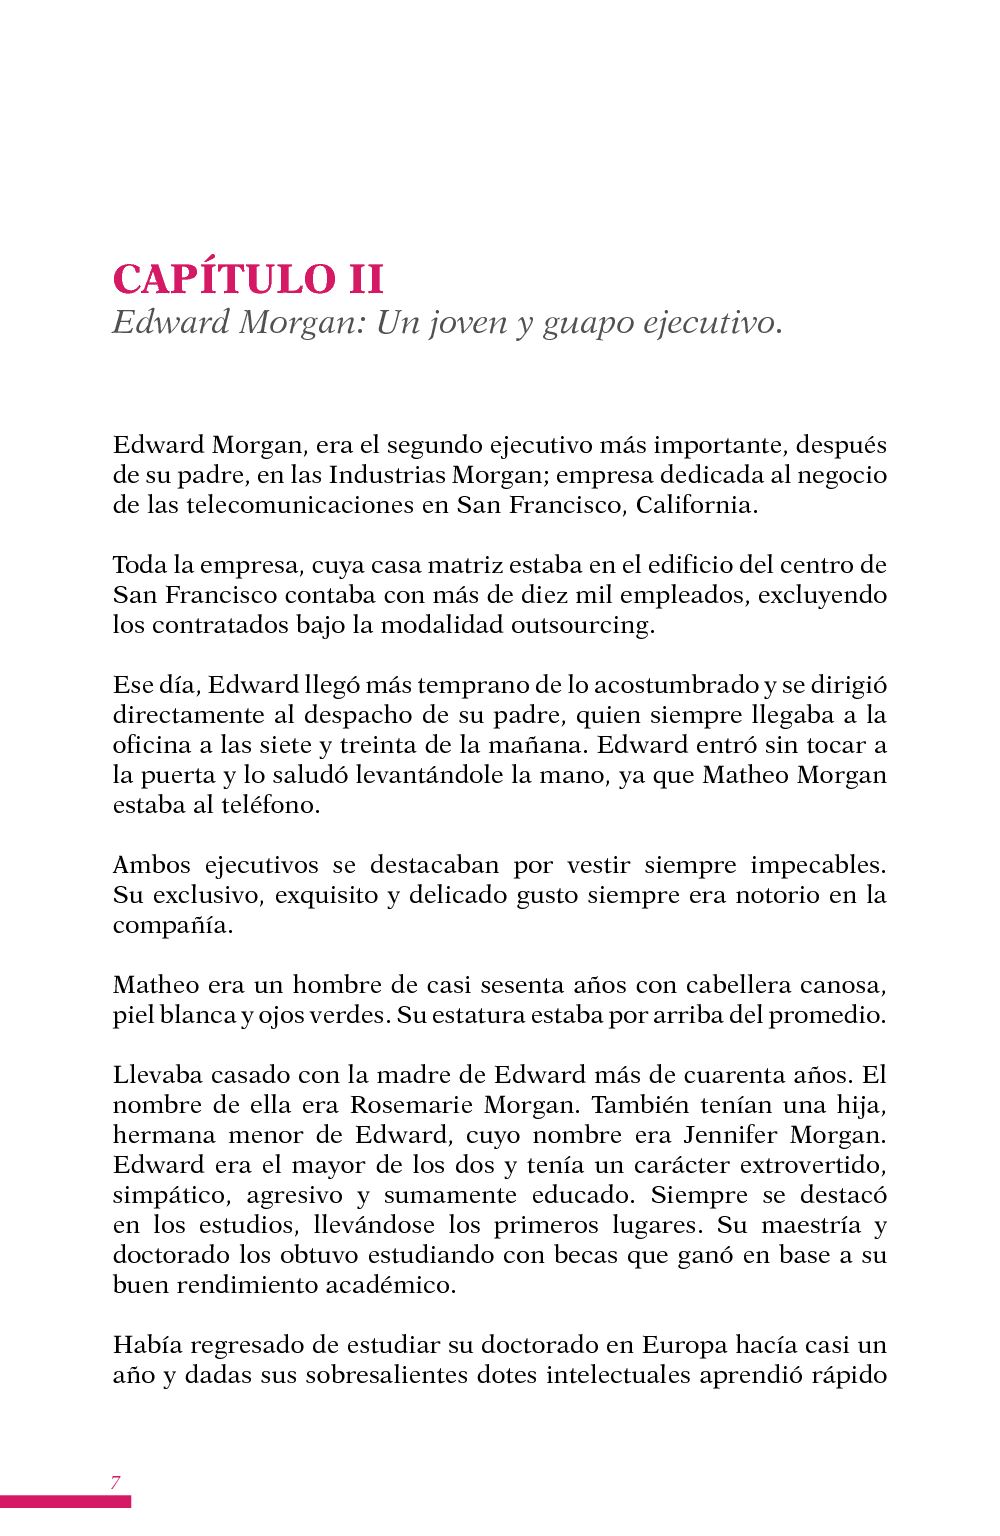 CAPÍTULO II
Edward Morgan: Un joven y guapo ejecutivo.
Edward Morgan, era el segundo ejecutivo más importante, después
de su padre, en las Industrias Morgan; empresa dedicada al negocio
de las telecomunicaciones en San Francisco, California.
Toda la empresa, cuya casa matriz estaba en el edificio del centro de
San Francisco contaba con más de diez mil empleados, excluyendo
los contratados bajo la modalidad outsourcing.
Ese día, Edward llegó más temprano de lo acostumbrado y se dirigió
directamente al despacho de su padre, quien siempre llegaba a la
oficina a las siete y treinta de la mañana. Edward entró sin tocar a
la puerta y lo saludó levantándole la mano, ya que Matheo Morgan
estaba al teléfono.
Ambos ejecutivos se destacaban por vestir siempre impecables.
Su exclusivo, exquisito y delicado gusto siempre era notorio en la
compañía.
Matheo era un hombre de casi sesenta años con cabellera canosa,
piel blanca y ojos verdes. Su estatura estaba por arriba del promedio.
Llevaba casado con la madre de Edward más de cuarenta años. El
nombre de ella era Rosemarie Morgan. También tenían una hija,
hermana menor de Edward, cuyo nombre era Jennifer Morgan.
Edward era el mayor de los dos y tenía un carácter extrovertido,
simpático, agresivo y sumamente educado. Siempre se destacó
en los estudios, llevándose los primeros lugares. Su maestría y
doctorado los obtuvo estudiando con becas que ganó en base a su
buen rendimiento académico.
Había regresado de estudiar su doctorado en Europa hacía casi un
año y dadas sus sobresalientes dotes intelectuales aprendió rápido
7